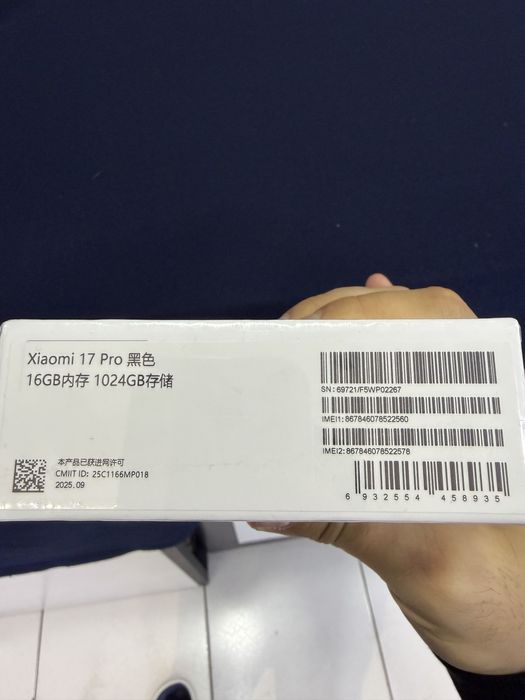 Xiaomi 17 Pro 黑色
16GB内存 1024GB存储
本产品已获进网许可
CMIIT ID: 25C1166MP018
2025.09
SN: 69721/F5WP02267
IMEI1:867846078522560
IMEI2:867846078522578
6 932554 458935